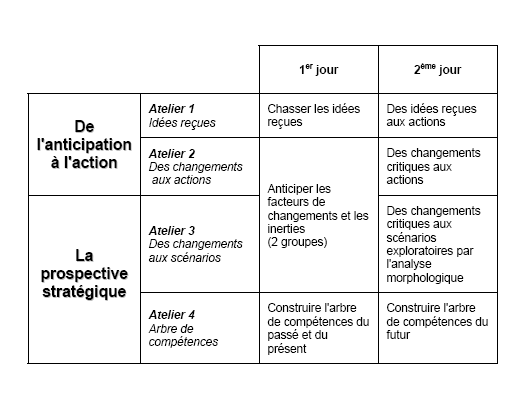 1er jour
2ème jour
De
l'anticipation
à l'action
Atelier 1
Idées reçues
Chasser les idées
reçues
Des idées reçues
aux actions
Atelier 2
Des changements
aux actions
Anticiper les
facteurs de
changements et les
inerties
(2 groupes)
Des changements
critiques aux
actions
La
prospective
stratégique
Atelier 3
Des changements
aux scénarios
Des changements
critiques aux
scénarios
exploratoires par
l'analyse
morphologique
Atelier 4
Arbre de
compétences
Construire l'arbre
de compétences du
passé et du
présent
Construire l'arbre
de compétences du
futur